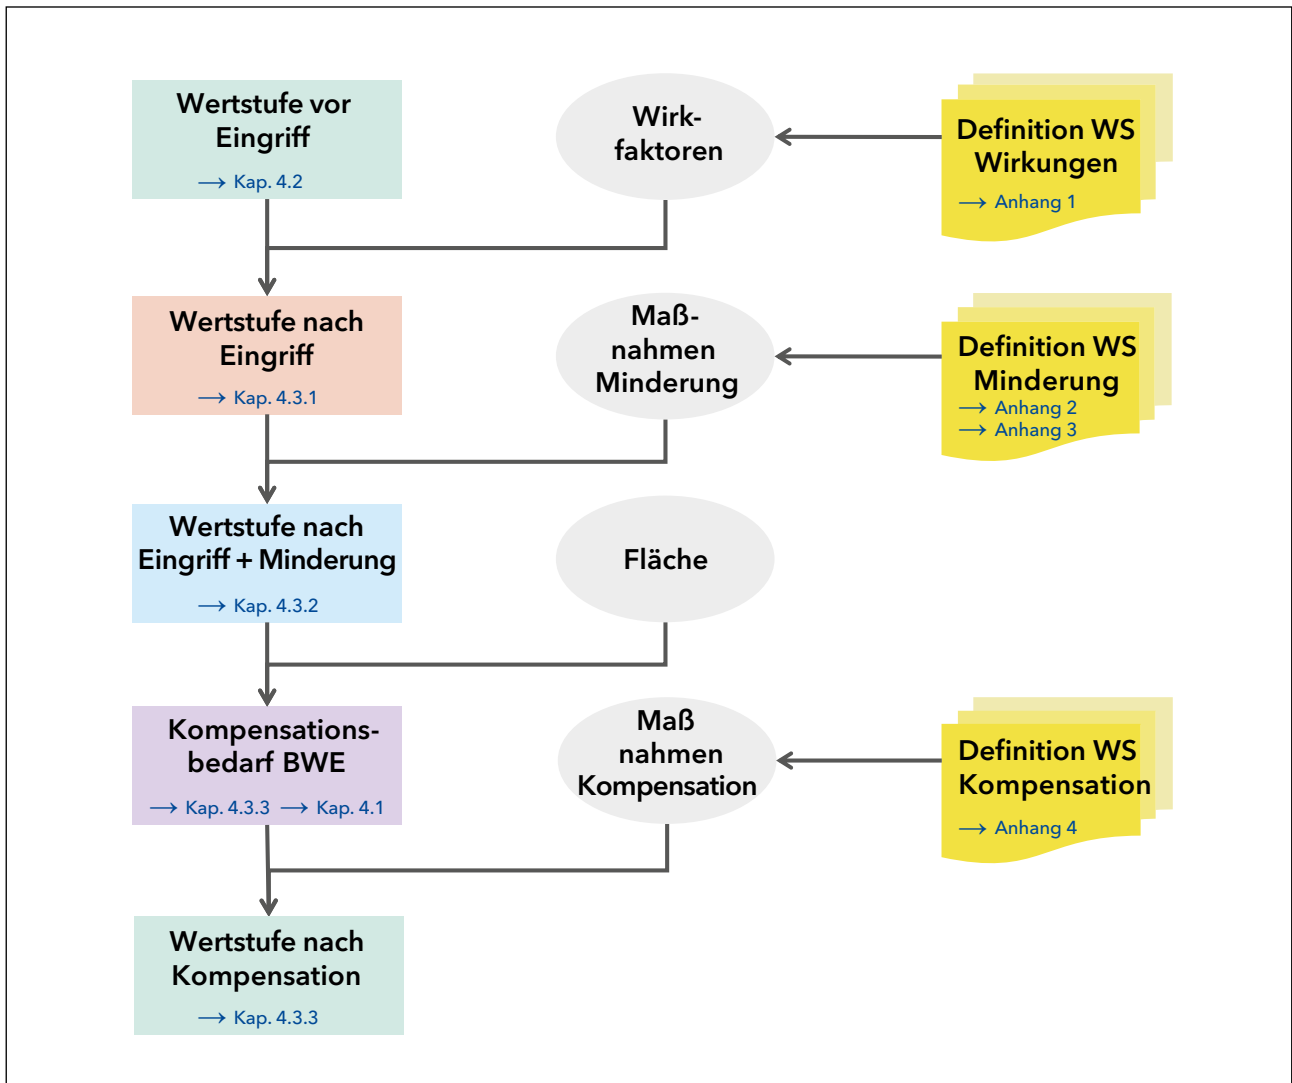 Wertstufe vor
Eingriff
→ Kap. 4.2
Wirk-
faktoren
Definition WS
Wirkungen
→ Anhang 1
Wertstufe nach
Eingriff
→ Kap. 4.3.1
Maß-
nahmen
Minderung
Definition WS
Minderung
→ Anhang 2
→ Anhang 3
Wertstufe nach
Eingriff + Minderung
→ Kap. 4.3.2
Fläche
Kompensations-
bedarf BWE
→ Kap. 4.3.3 → Kap. 4.1
Maß
nahmen
Kompensation
Definition WS
Kompensation
→ Anhang 4
Wertstufe nach
Kompensation
→ Kap. 4.3.3